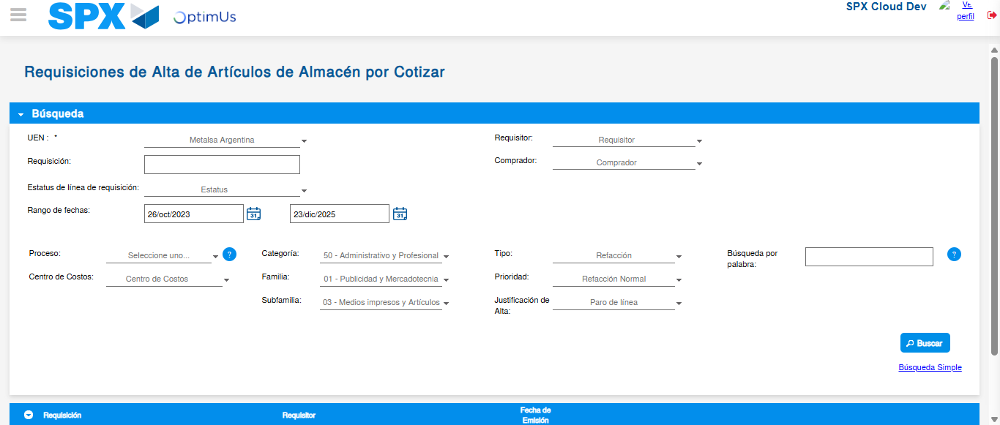 SPX OptimUs
SPX Cloud Dev
Ve
perfil
Requisiciones de Alta de Artículos de Almacén por Cotizar
Búsqueda
UEN : * Metalsa Argentina
Requisitor: Requisitor
Requisición:
Comprador: Comprador
Estatus de línea de requisición: Estatus
Rango de fechas: 26/oct/2023 31 23/dic/2025 31
Proceso: Seleccione uno... ?
Categoría: 50 - Administrativo y Profesional
Tipo: Refacción
Búsqueda por
palabra: ?
Centro de Costos: Centro de Costos
Familia: 01 - Publicidad y Mercadotecnia
Prioridad: Refacción Normal
Subfamilia: 03 - Medios impresos y Artículos
Justificación de
Alta: Paro de línea
Buscar
Búsqueda Simple
Requisición Requisitor Fecha de
Emisión